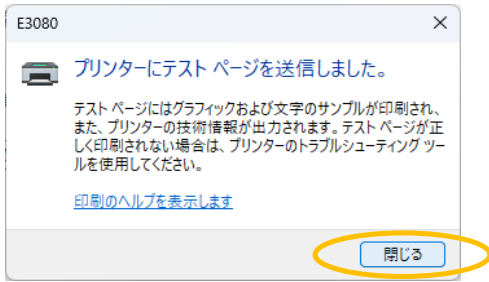 E3080
プリンターにテスト ページを送信しました。
テスト ページにはグラフィックおよび文字のサンプルが印刷され、
また、プリンターの技術情報が出力されます。テスト ページが正
しく印刷されない場合は、プリンターのトラブルシューティング ツー
ルを使用してください。
印刷のヘルプを表示します
閉じる